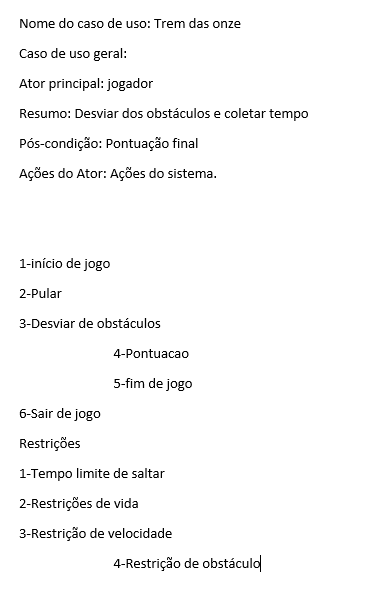 Nome do caso de uso: Trem das onze
Caso de uso geral:
Ator principal: jogador
Resumo: Desviar dos obstáculos e coletar tempo
Pós-condição: Pontuação final
Ações do Ator: Ações do sistema.
1-início de jogo
2-Pular
3-Desviar de obstáculos
4-Pontuacao
5-fim de jogo
6-Sair de jogo
Restrições
1-Tempo limite de saltar
2-Restrições de vida
3-Restrição de velocidade
4-Restrição de obstáculo